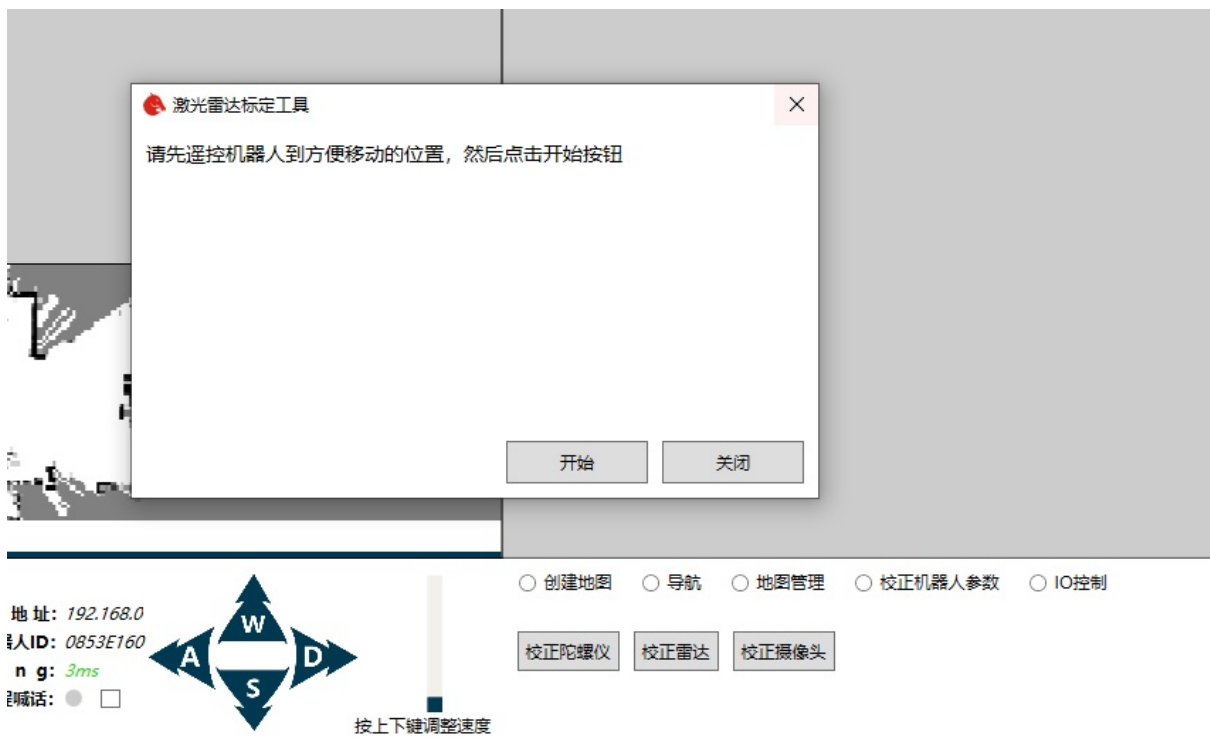 激光雷达标定工具
请先遥控机器人到方便移动的位置，然后点击开始按钮
开始 关闭
创建地图 导航 地图管理 校正机器人参数 IO控制
地 址： 192.168.0
器人ID： 0853E160
n g： 3ms
程喊话：
W
A D
S
校正陀螺仪 校正雷达 校正摄像头
按上下键调整速度